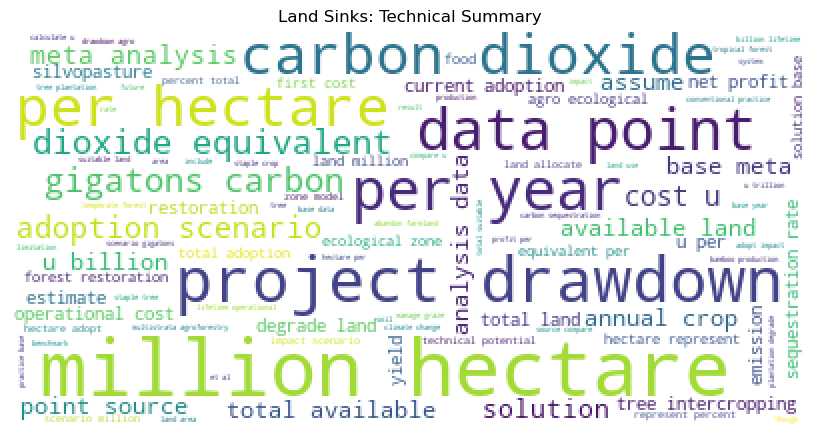 Land Sinks: Technical Summary
calculate u
drawdown agro
billion lifetime
meta analysis
carbon dioxide
food
tropical forest
silvopasture
percent total
first cost
current adoption
assume
net profit
system
solution base
tree plantation
future
impact
per hectare
production
agro ecological
conventional practice
rate
result
data point
dioxide equivalent
suitable land
area
include
staple crop
land million
compare u
land allocate
land use
base meta
u trillion
gigatons carbon
zone model
per year
cost u
temperate forest
tree
base data
abandon farmland
carbon sequestration
base year
restoration
adoption scenario
analysis data
total suitable
available land
limitation
scenario gigatons
ecological zone
profit per
u per
adopt impact
total adoption
hectare per
equivalent per
bamboo production
u billion
forest restoration
project drawdown
sequestration rate
estimate
staple tree
lifetime operational
operational cost
manage graze
total land
annual crop
emission
hectare adopt
multistrata agroforestry
degrade land
climate change
source compare
benchmark
impact scenario
technical potential
hectare represent
yield
plantation degrade
practice base
million hectare
et al
point source
total available
solution
tree intercropping
scenario million
land area
represent percent
though